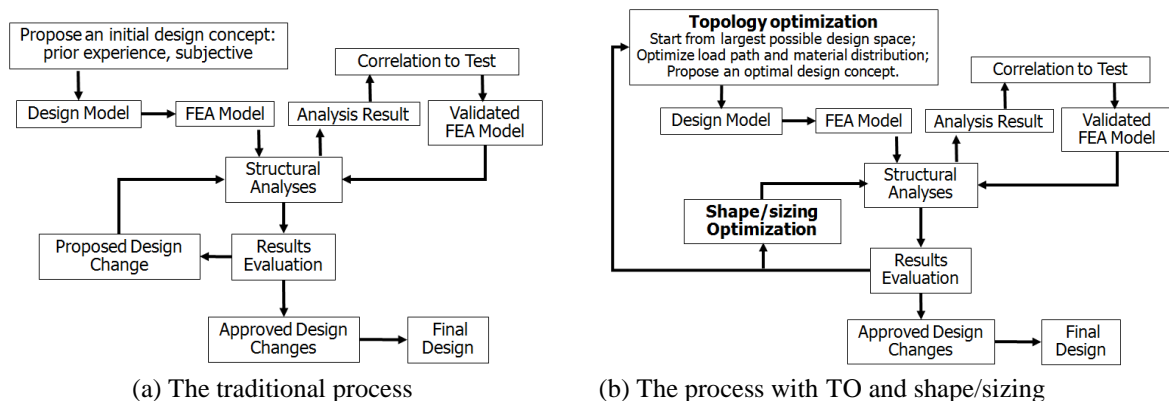 Propose an initial design concept:
prior experience, subjective
Correlation to Test
Design Model
FEA Model
Analysis Result
Validated
FEA Model
Structural
Analyses
Proposed Design
Change
Results
Evaluation
Approved Design
Changes
Final
Design
(a) The traditional process
Topology optimization
Start from largest possible design space;
Optimize load path and material distribution;
Propose an optimal design concept.
Correlation to Test
Design Model
FEA Model
Analysis Result
Validated
FEA Model
Structural
Analyses
Shape/sizing
Optimization
Results
Evaluation
Approved Design
Changes
Final
Design
(b) The process with TO and shape/sizing